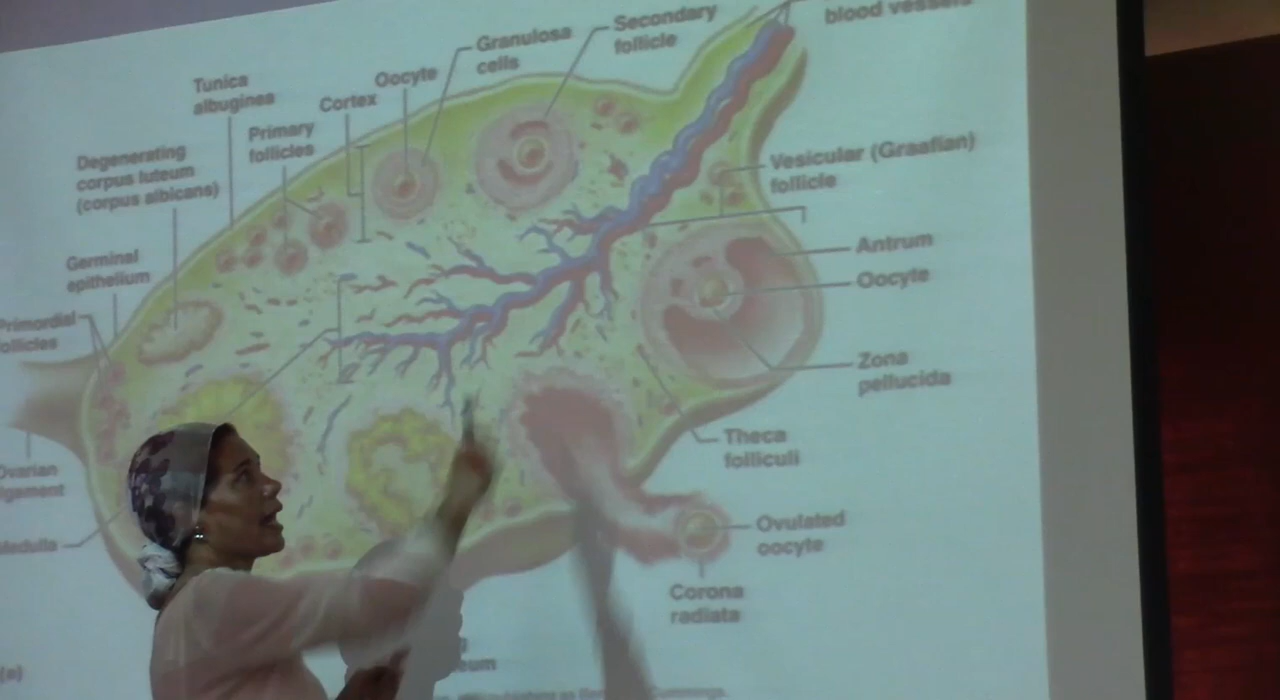 blood vessels
Secondary
follicle
Granulosa
cells
Oocyte
Cortex
Tunica
albuginea
Primary
follicles
Degenerating
corpus luteum
(corpus albicans)
Germinal
epithelium
Primordial
follicles
Ovarian
ligament
Medulla
Vesicular (Graafian)
follicle
Antrum
Oocyte
Zona
pellucida
Theca
folliculi
Ovulated
oocyte
Corona
radiata
(a)